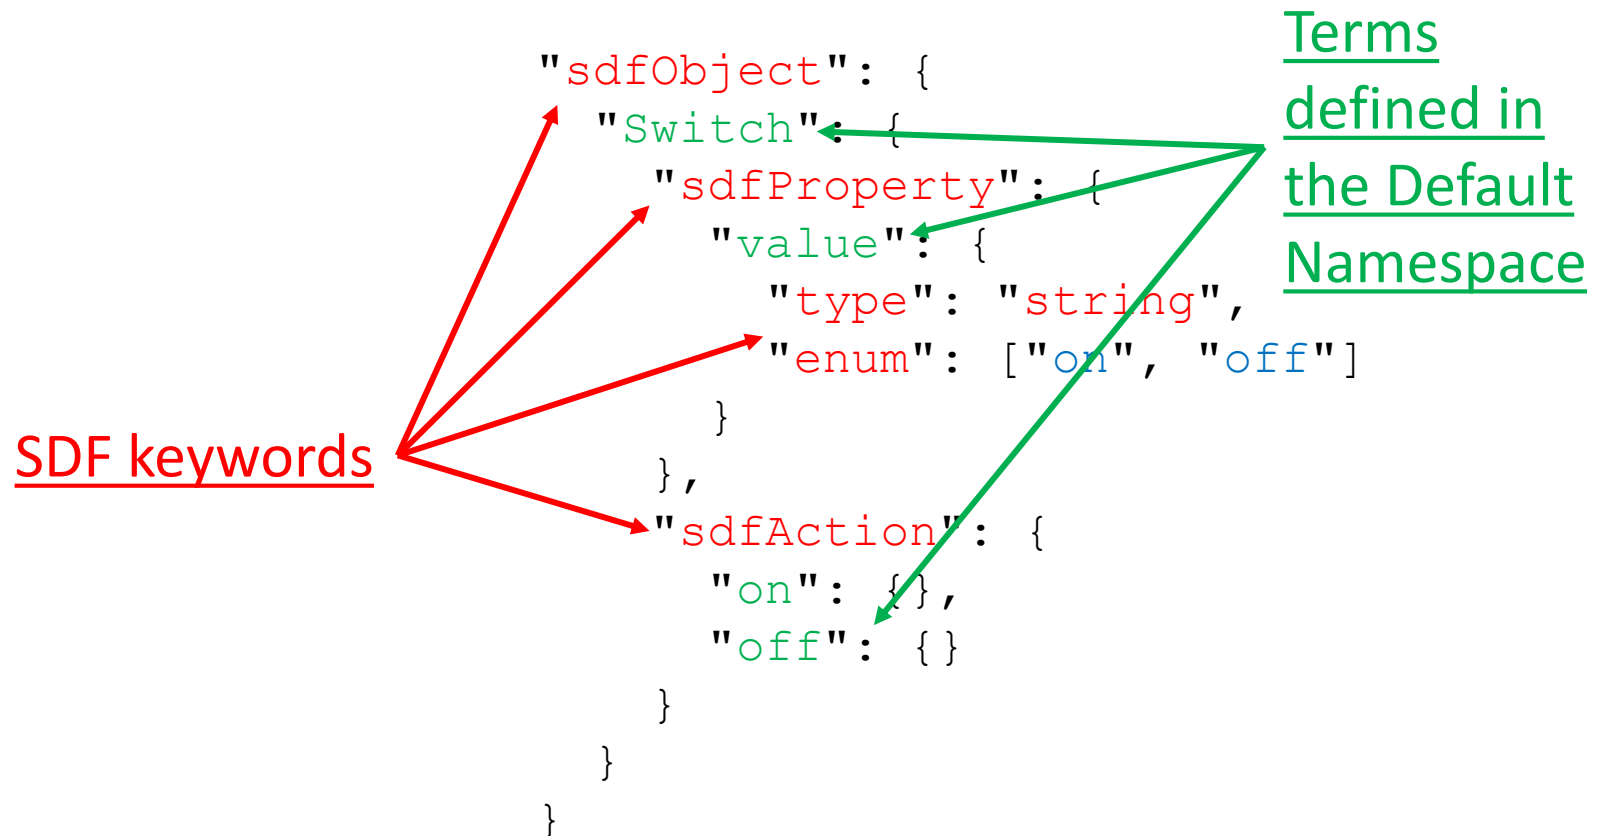 "sdfObject": {
"Switch": {
"sdfProperty": {
"value": {
"type": "string",
"enum": ["on", "off"]
}
},
"sdfAction": {
"on": {},
"off": {}
}
}
}
SDF keywords
Terms
defined in
the Default
Namespace